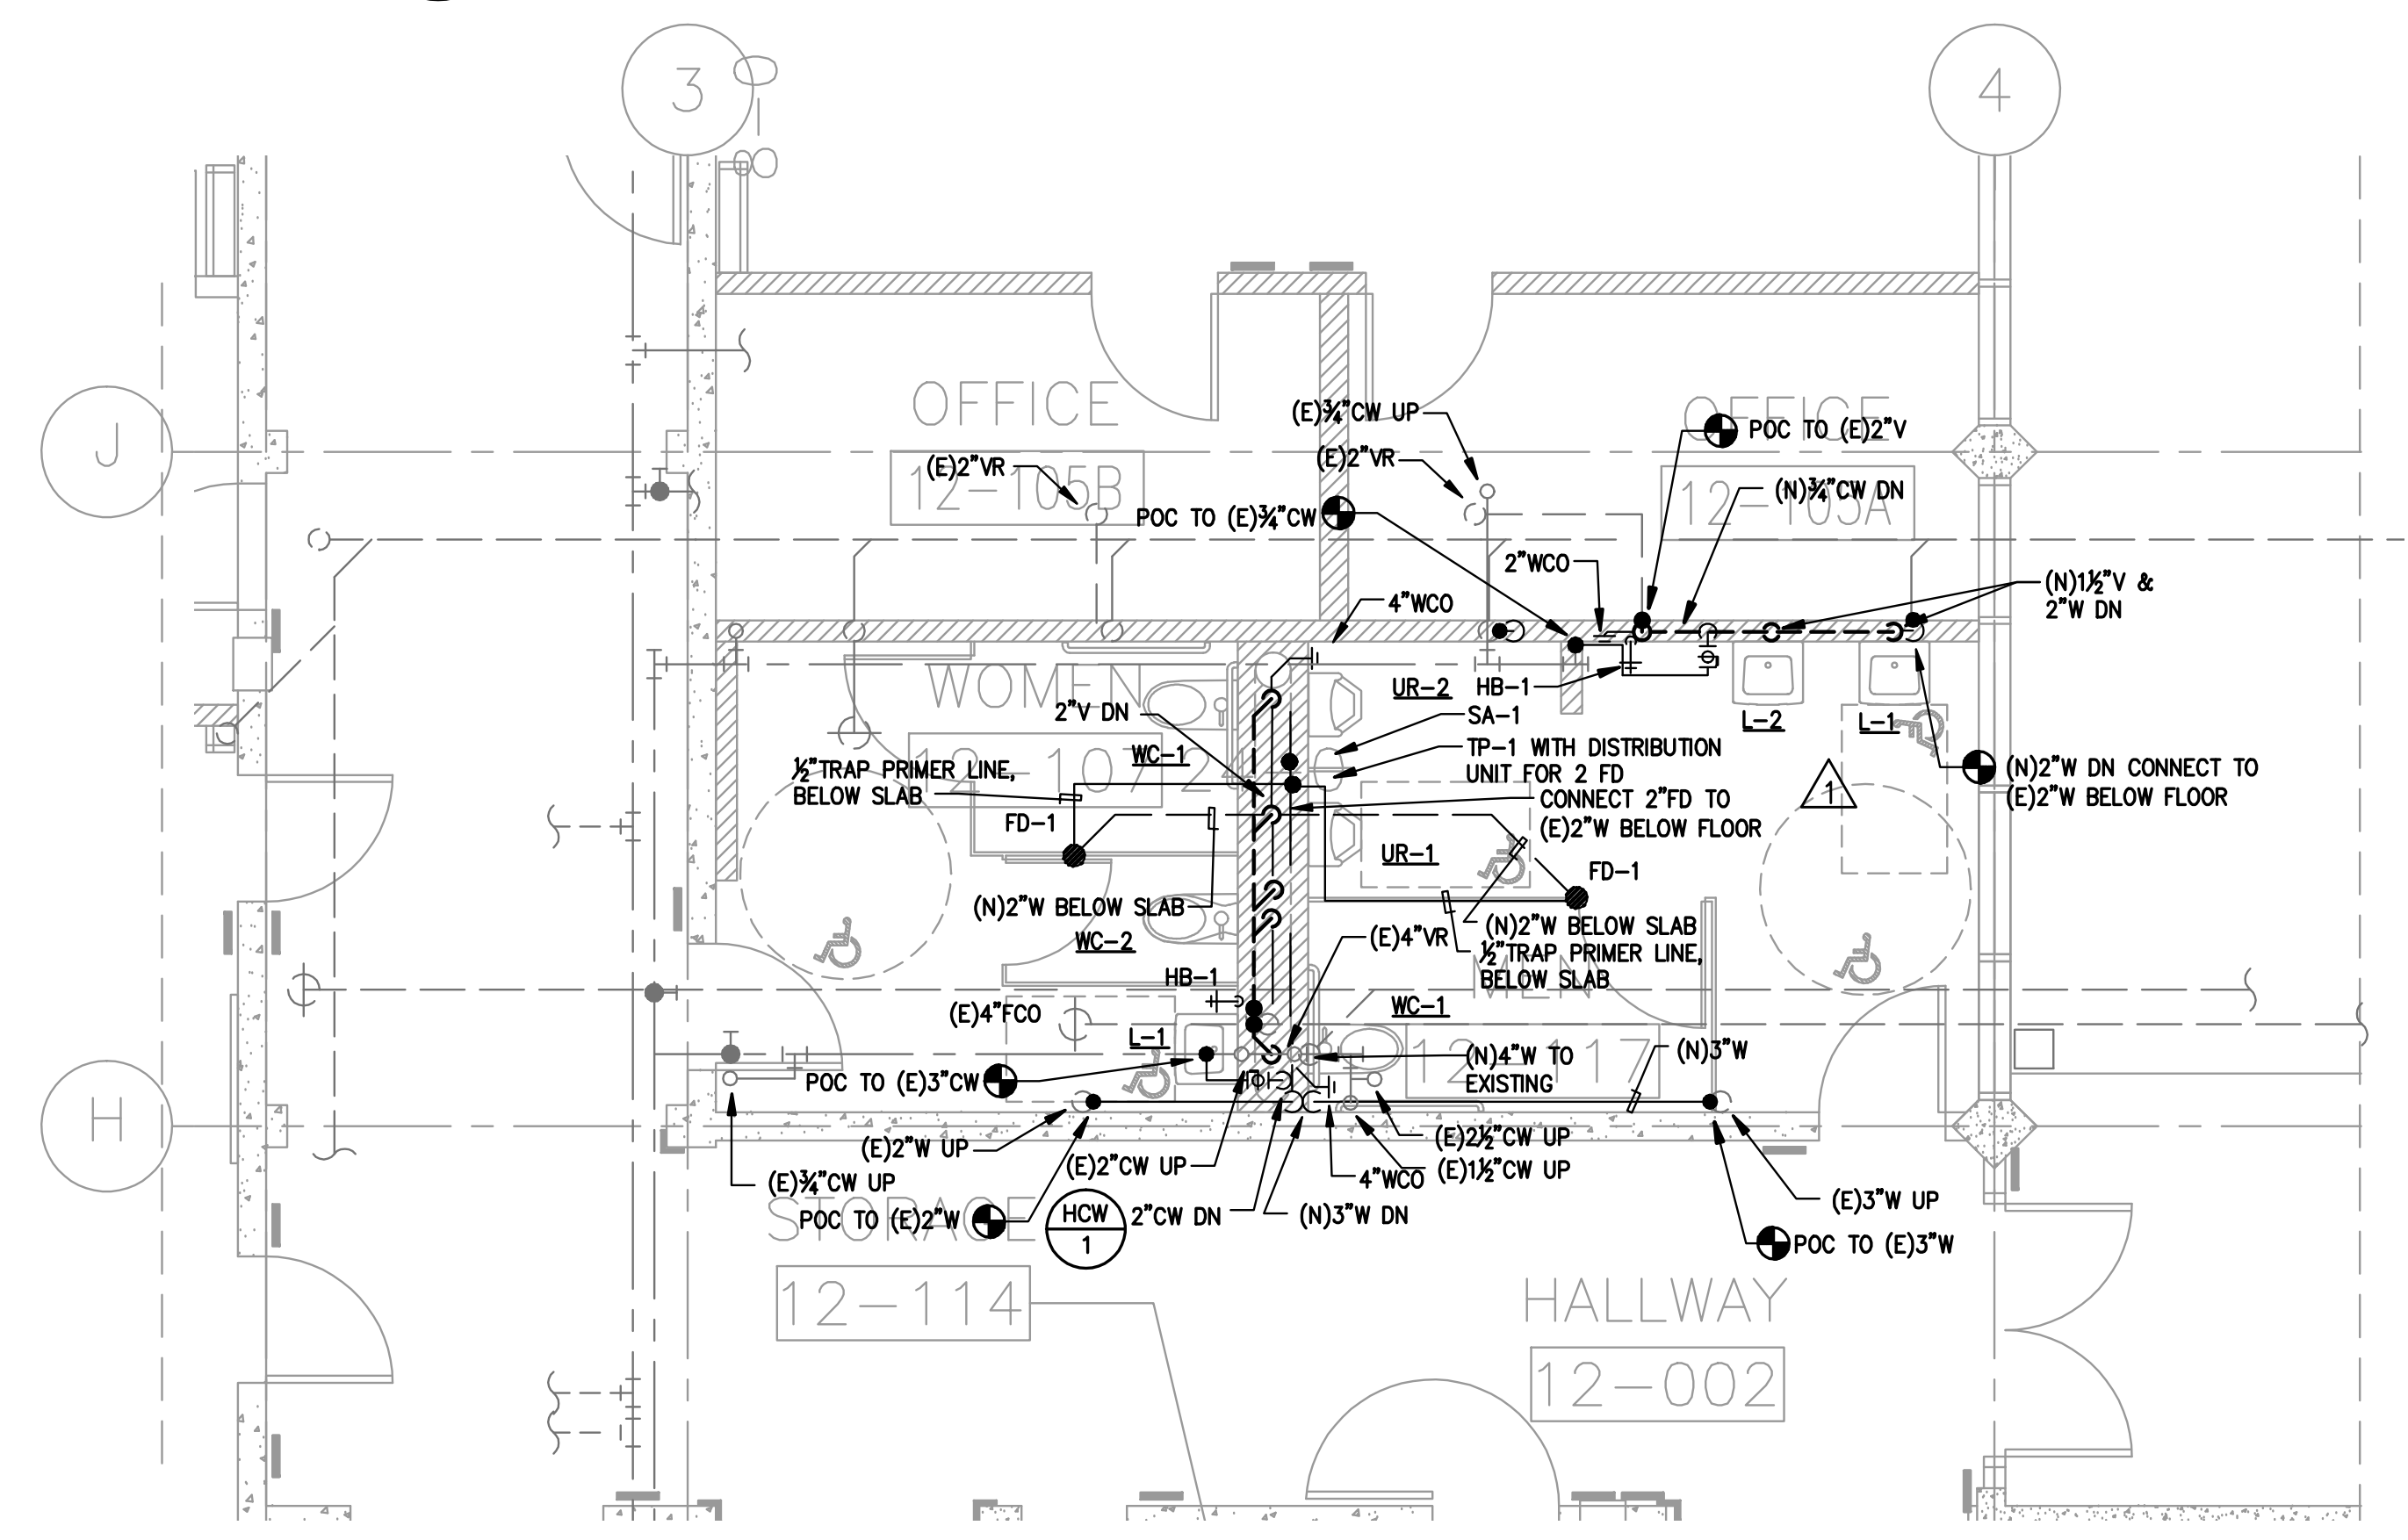 3
8-0
4
J
H
OFFICE
12-105B
OFFICE
12-105A
(E)¾"CW UP
(E)2"VR
(E)2"VR
POC TO (E)¾"CW
POC TO (E)2"V
(N)¾"CW DN
2"WCO
4"WCO
(N)1½"V &
2"W DN
WOMEN
2"V DN
WC-1
½"TRAP PRIMER LINE,
BELOW SLAB
FD-1
(N)2"W BELOW SLAB
WC-2
HB-1
(E)4"FCO
L-1
POC TO (E)3"CW
UR-2
HB-1
SA-1
TP-1 WITH DISTRIBUTION
UNIT FOR 2 FD
CONNECT 2"FD TO
(E)2"W BELOW FLOOR
UR-1
FD-1
L-2
L-1
1
(N)2"W DN CONNECT TO
(E)2"W BELOW FLOOR
(N)2"W BELOW SLAB
½"TRAP PRIMER LINE,
BELOW SLAB
(E)4"VR
MEN
12-117
WC-1
(N)4"W TO
EXISTING
(N)3"W
(E)2"W UP
(E)2"CW UP
(E)¾"CW UP
(E)2½"CW UP
(E)1½"CW UP
4"WCO
(N)3"W DN
2"CW DN
HCW
1
POC TO (E)2"W
(E)3"W UP
POC TO (E)3"W
STORAGE
12-114
HALLWAY
12-002